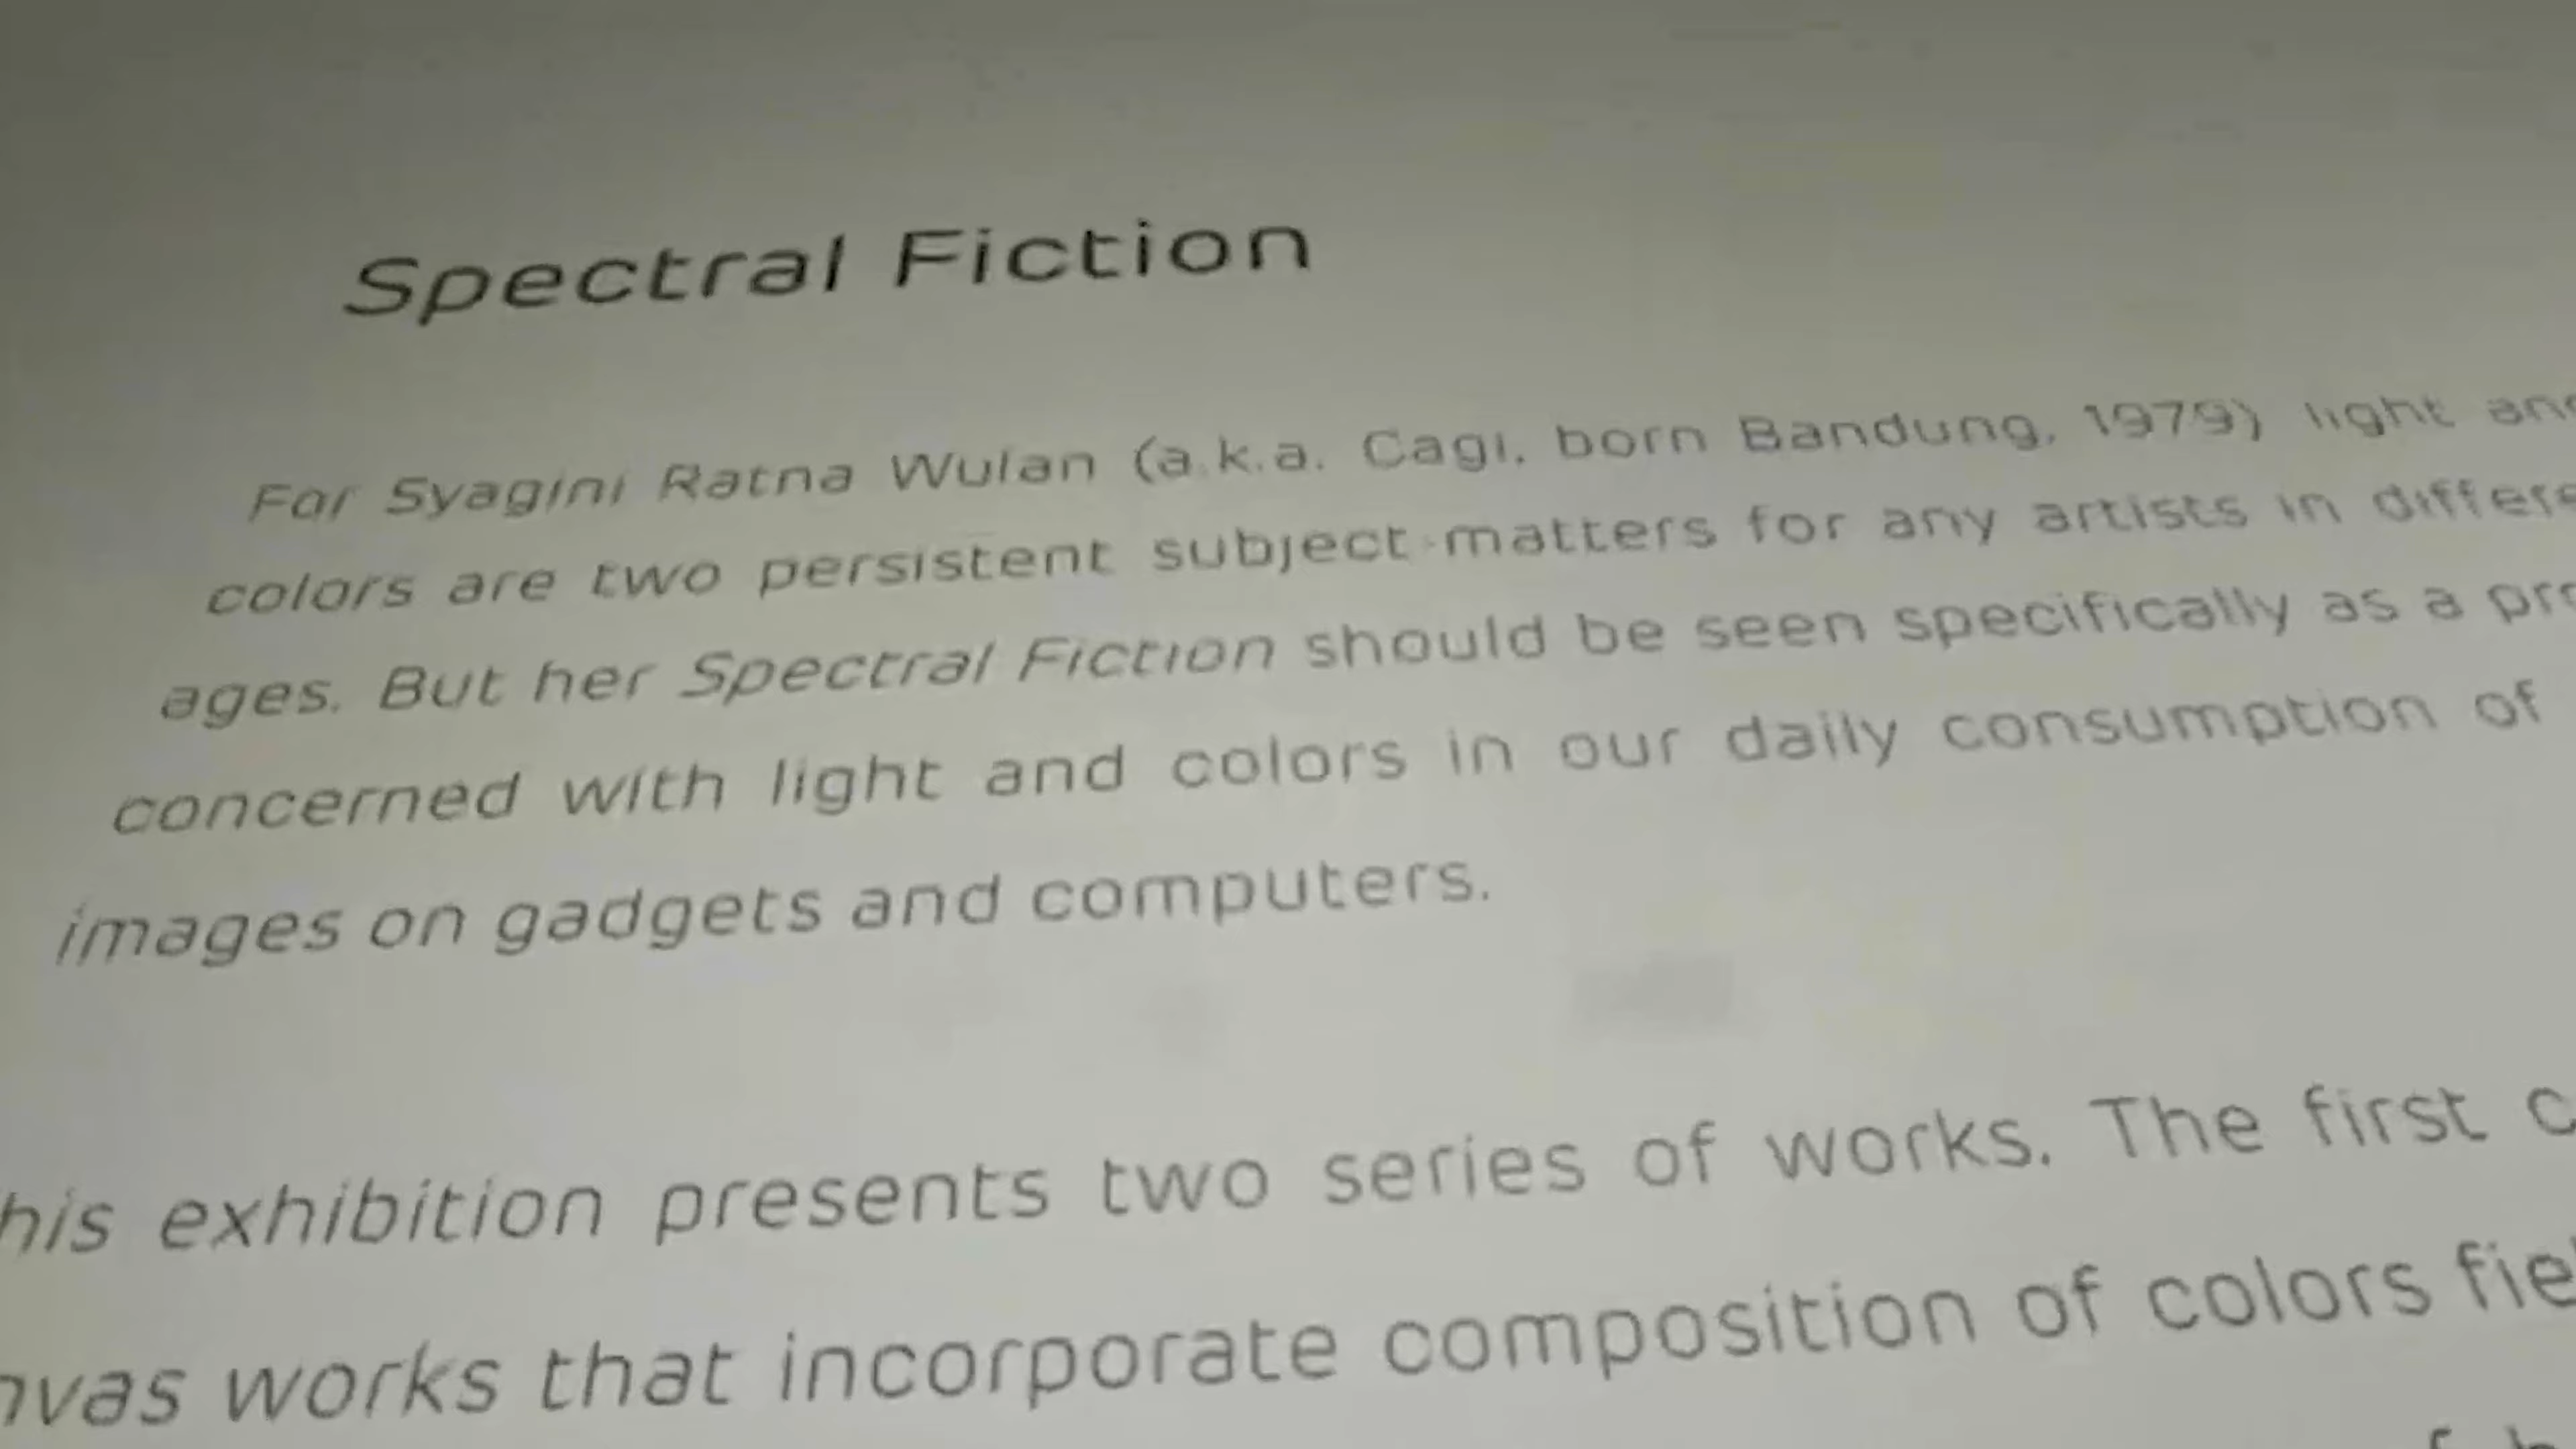 Spectral Fiction
For Syagini Ratna Wulan (a.k.a. Cagi, born Bandung, 1979) light and
colors are two persistent subject matters for any artists in
ages. But her Spectral Fiction should be seen specifically as a
concerned with light and colors in our daily consumption of
images on gadgets and computers.
exhibition presents two series of works. The first
works that incorporate composition of colors